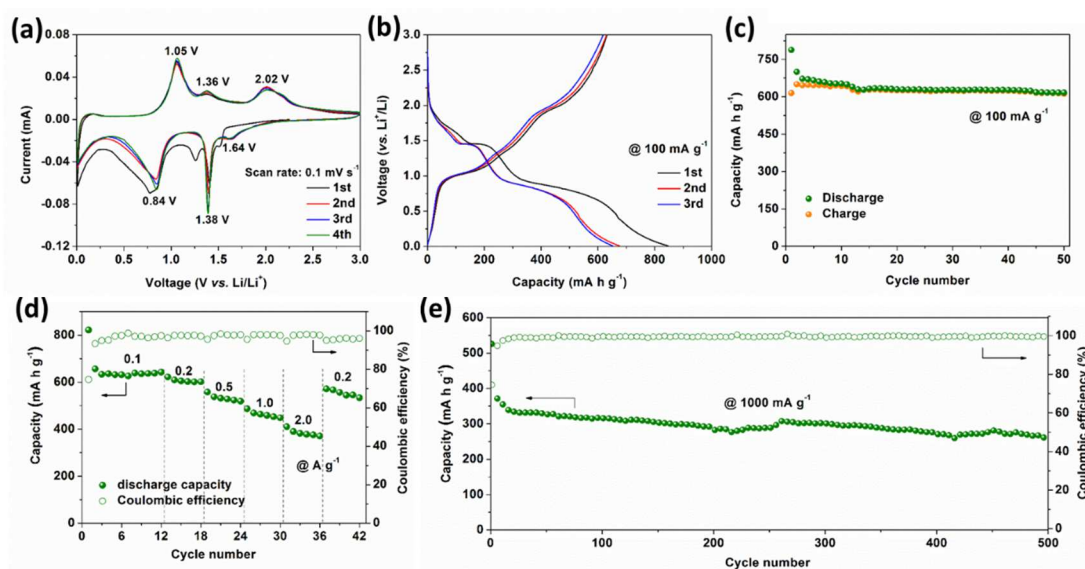 (a)
0.08
0.04
0.00
-0.04
-0.08
-0.12
Current (mA)
1.05 V
1.36 V
2.02 V
1.64 V
0.84 V
1.38 V
Scan rate: 0.1 mV s⁻¹
1st
2nd
3rd
4th
0.0 0.5 1.0 1.5 2.0 2.5 3.0
Voltage (V vs. Li/Li⁺)
(b)
3.0
2.5
2.0
1.5
1.0
0.5
0.0
Voltage (vs. Li⁺/Li)
@ 100 mA g⁻¹
1st
2nd
3rd
0 200 400 600 800 1000
Capacity (mA h g⁻¹)
(c)
750
600
450
300
150
0
Capacity (mA h g⁻¹)
@ 100 mA g⁻¹
Discharge
Charge
0 10 20 30 40 50
Cycle number
(d)
800
600
400
200
0
Capacity (mA h g⁻¹)
0.1
0.2
0.5
1.0
2.0
0.2
@ A g⁻¹
discharge capacity
Coulombic efficiency
100
80
60
40
20
0
Coulombic efficiency (%)
0 6 12 18 24 30 36 42
Cycle number
(e)
600
500
400
300
200
100
0
Capacity (mA h g⁻¹)
@ 1000 mA g⁻¹
100
80
60
40
20
0
Coulombic efficiency (%)
0 100 200 300 400 500
Cycle number